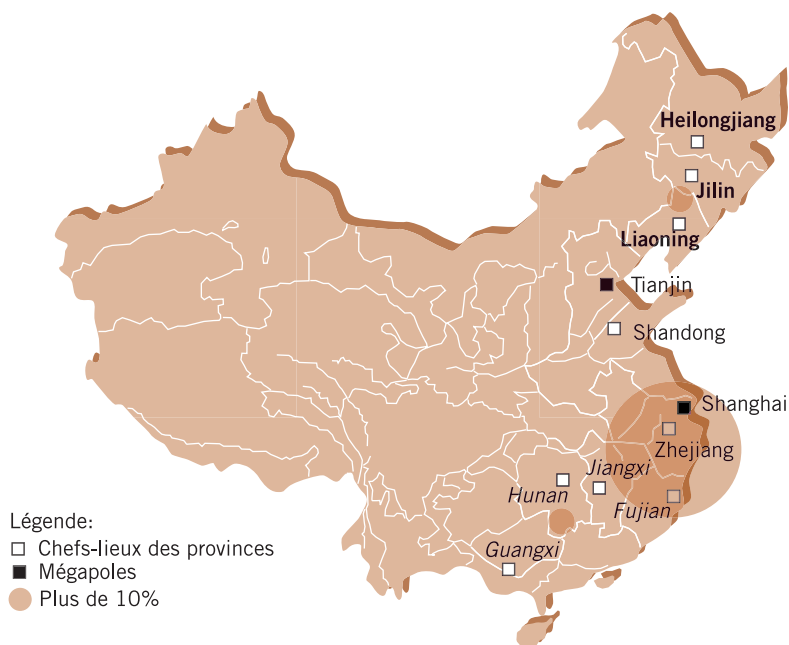 Heilongjiang
Jilin
Liaoning
Tianjin
Shandong
Shanghai
Zhejiang
Jiangxi
Hunan
Fujian
Guangxi
Légende:
Chefs-lieux des provinces
Mégapoles
Plus de 10%